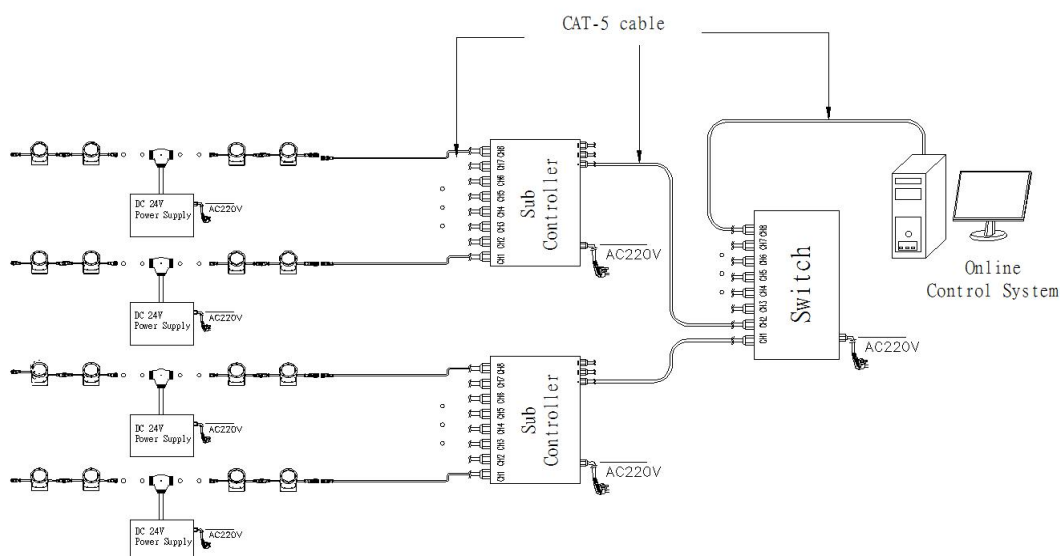 CAT-5 cable
CH8
CH7
CH6
CH5
CH4
CH3
CH2
CH1
Sub
Controller
AC220V
DC 24V
Power Supply
AC220V
DC 24V
Power Supply
AC220V
CH8
CH7
CH6
CH5
CH4
CH3
CH2
CH1
Switch
AC220V
Online
Control System
CH8
CH7
CH6
CH5
CH4
CH3
CH2
CH1
Sub
Controller
AC220V
DC 24V
Power Supply
AC220V
DC 24V
Power Supply
AC220V